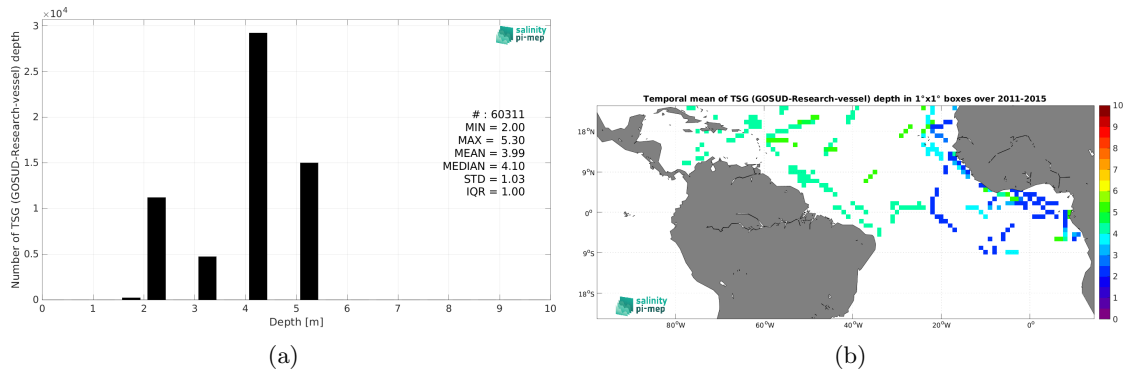 ×10⁴
3
2.5
2
1.5
1
0.5
0
Number of TSG (GOSUD-Research-vessel) depth
0 1 2 3 4 5 6 7 8 9 10
Depth [m]
salinity
pi-mep
# : 60311
MIN = 2.00
MAX = 5.30
MEAN = 3.99
MEDIAN = 4.10
STD = 1.03
IQR = 1.00
(a)
Temporal mean of TSG (GOSUD-Research-vessel) depth in 1°x1° boxes over 2011-2015
18°N
9°N
0°
9°S
18°S
80°W 60°W 40°W 20°W 0°
salinity
pi-mep
10
9
8
7
6
5
4
3
2
1
0
(b)